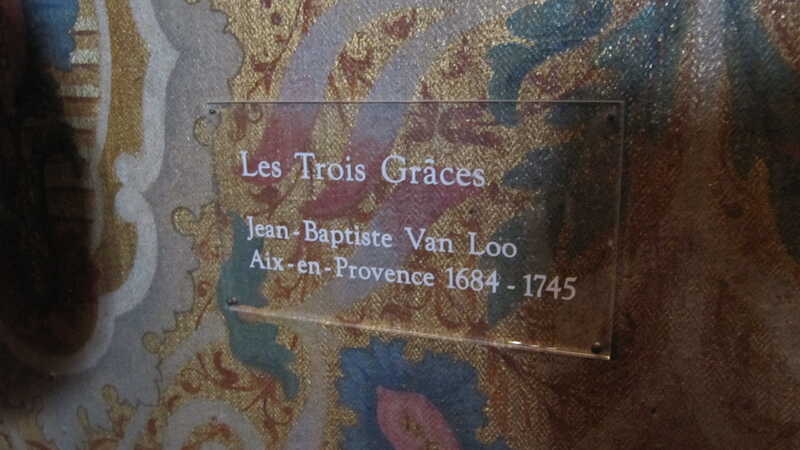 Les Trois Grâces
Jean-Baptiste Van Loo
Aix-en-Provence 1684 - 1745